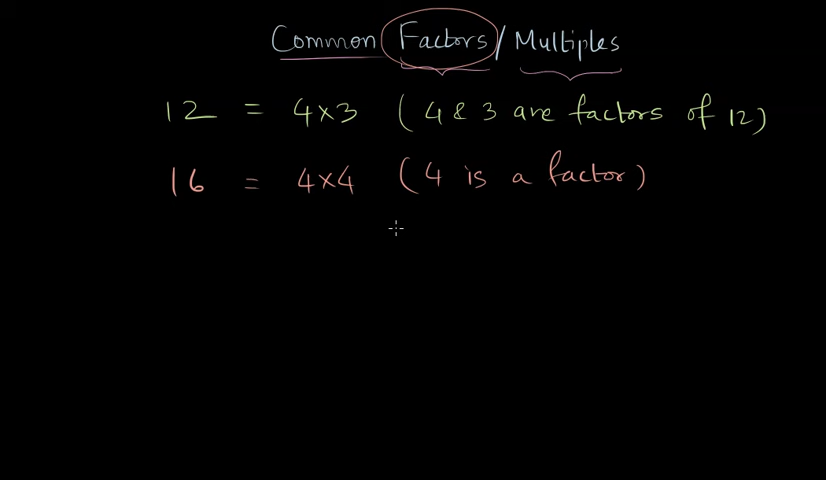 Common Factors / Multiples
12 = 4×3 (4 & 3 are factors of 12)
16 = 4×4 (4 is a factor)